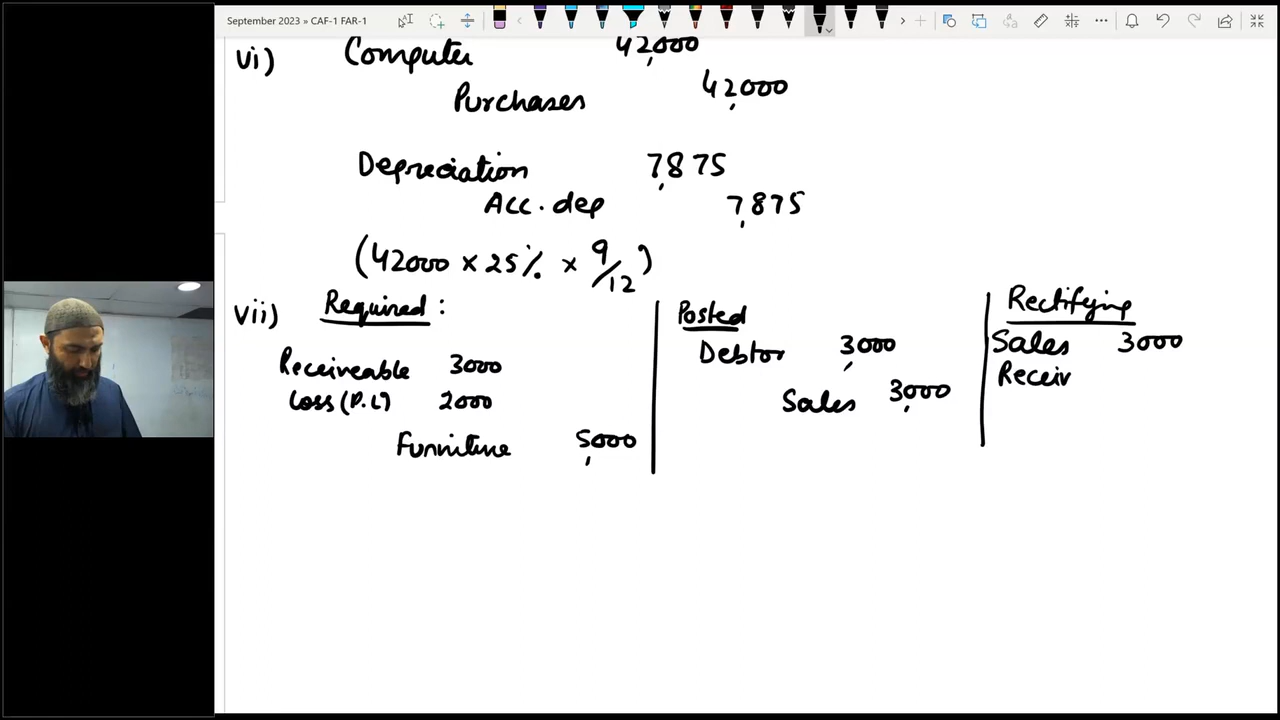 September 2023 » CAF-1 FAR-1
vi) Computer 42,000
Purchases 42,000
Depreciation 7,875
Acc. dep 7,875
(42000 × 25% × 9/12)
vii) Required:
Receiveable 3000
Loss (P.L) 2000
Furniture 5,000
Posted
Debtor 3,000
Sales 3,000
Rectifying
Sales 3000
Receiv